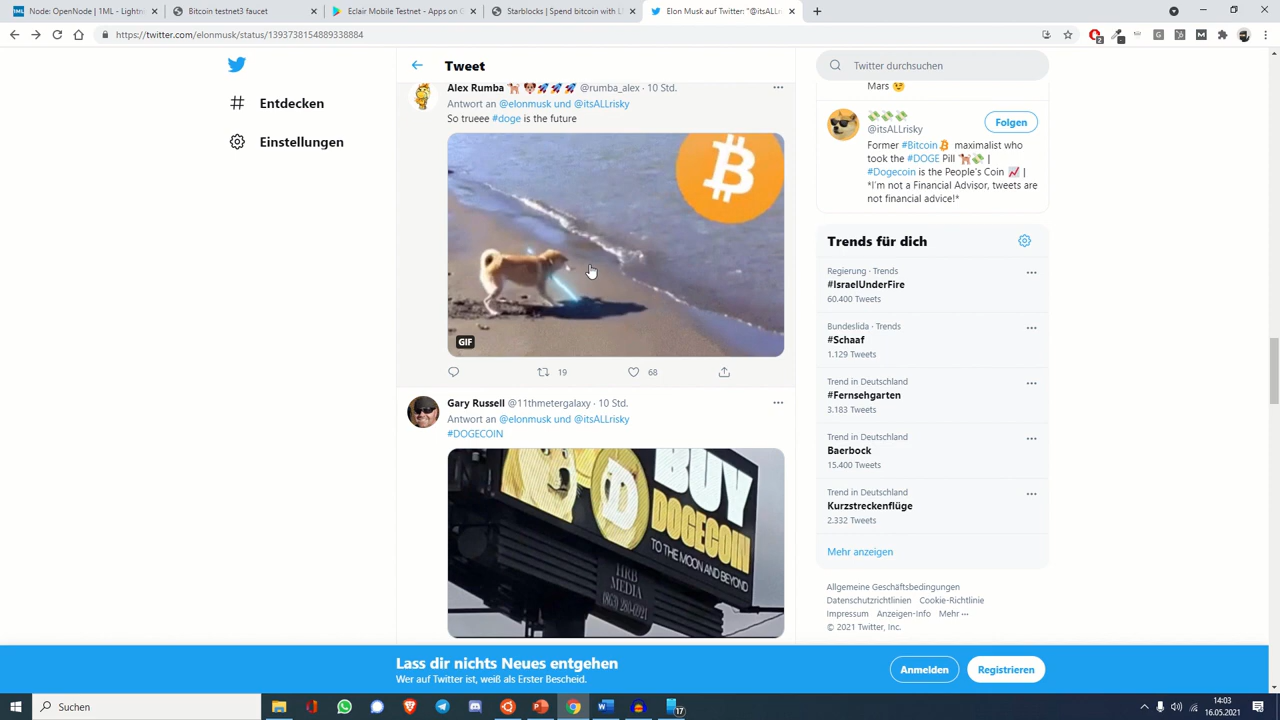 Node: OpenNode | 1ML - Lightnin
Bitcoin testnet3 faucet
Eclair Mobile Testnet - Apps on G
Starblocks | Spend bitcoin with Li
Elon Musk auf Twitter: "@itsALLri
https://twitter.com/elonmusk/status/1393738154889338884
Entdecken
Einstellungen
Tweet
Alex Rumba @rumba_alex · 10 Std.
Antwort an @elonmusk und @itsALLrisky
So trueee #doge is the future
GIF
19
68
Gary Russell @11thmetergalaxy · 10 Std.
Antwort an @elonmusk und @itsALLrisky
#DOGECOIN
BUY
DOGECOIN
TO THE MOON AND BEYOND
HRB
MEDIA
Twitter durchsuchen
Mars
@itsALLrisky
Folgen
Former #Bitcoin maximalist who
took the #DOGE Pill |
#Dogecoin is the People's Coin |
*I'm not a Financial Advisor, tweets are
not financial advice!*
Trends für dich
Regierung · Trends
#IsraelUnderFire
60.400 Tweets
Bundeslida · Trends
#Schaaf
1.129 Tweets
Trend in Deutschland
#Fernsehgarten
3.183 Tweets
Trend in Deutschland
Baerbock
15.400 Tweets
Trend in Deutschland
Kurzstreckenflüge
2.332 Tweets
Mehr anzeigen
Allgemeine Geschäftsbedingungen
Datenschutzrichtlinien Cookie-Richtlinie
Impressum Anzeigen-Info Mehr ···
© 2021 Twitter, Inc.
Lass dir nichts Neues entgehen
Wer auf Twitter ist, weiß als Erster Bescheid.
Anmelden
Registrieren
Suchen
17
14:03
16.05.2021